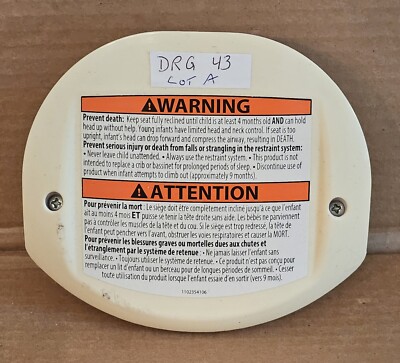 DRG 43
LOT A
WARNING
Prevent death: Keep seat fully reclined until child is at least 4 months old AND can hold
head up without help. Young infants have limited head and neck control. If seat is too
upright, infant's head can drop forward and compress the airway, resulting in DEATH.
Prevent serious injury or death from falls or strangling in the restraint system:
• Never leave child unattended. • Always use the restraint system. • This product is not
intended to replace a crib or bassinet for prolonged periods of sleep. • Discontinue use of
product when infant attempts to climb out (approximately 9 months).
ATTENTION
Pour prévenir la mort : Le siège doit être complètement incliné jusqu'à ce que l'enfant
ait au moins 4 mois ET puisse se tenir la tête droite sans aide. Les bébés ne parviennent
pas à contrôler les muscles de la tête et du cou. Si le siège est trop redressé, la tête de
l'enfant peut pencher vers l'avant, obstruer les voies respiratoires et causer la MORT.
Pour prévenir les blessures graves ou mortelles dues aux chutes et
l'étranglement par le système de retenue : • Ne jamais laisser l'enfant sans
surveillance. • Toujours utiliser le système de retenue. • Ce produit n'est pas conçu pour
remplacer un lit d'enfant ou un berceau pour de longues périodes de sommeil. • Cesser
toute utilisation du produit lorsque l'enfant essaie d'en sortir (vers 9 mois).
1102354106